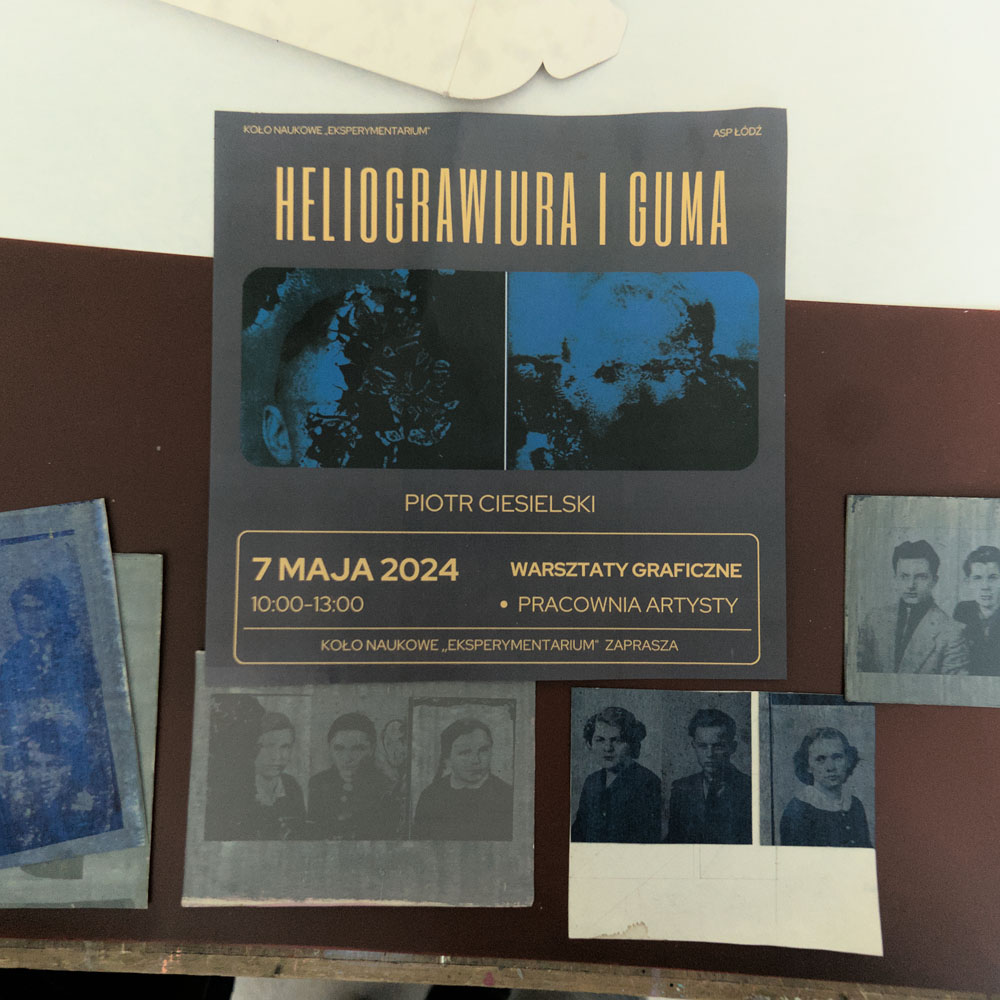 KOŁO NAUKOWE „EKSPERYMENTARIUM"
ASP ŁÓDŹ
HELIOGRAWIURA I GUMA
PIOTR CIESIELSKI
7 MAJA 2024
WARSZTATY GRAFICZNE
10:00-13:00
• PRACOWNIA ARTYSTY
KOŁO NAUKOWE „EKSPERYMENTARIUM" ZAPRASZA